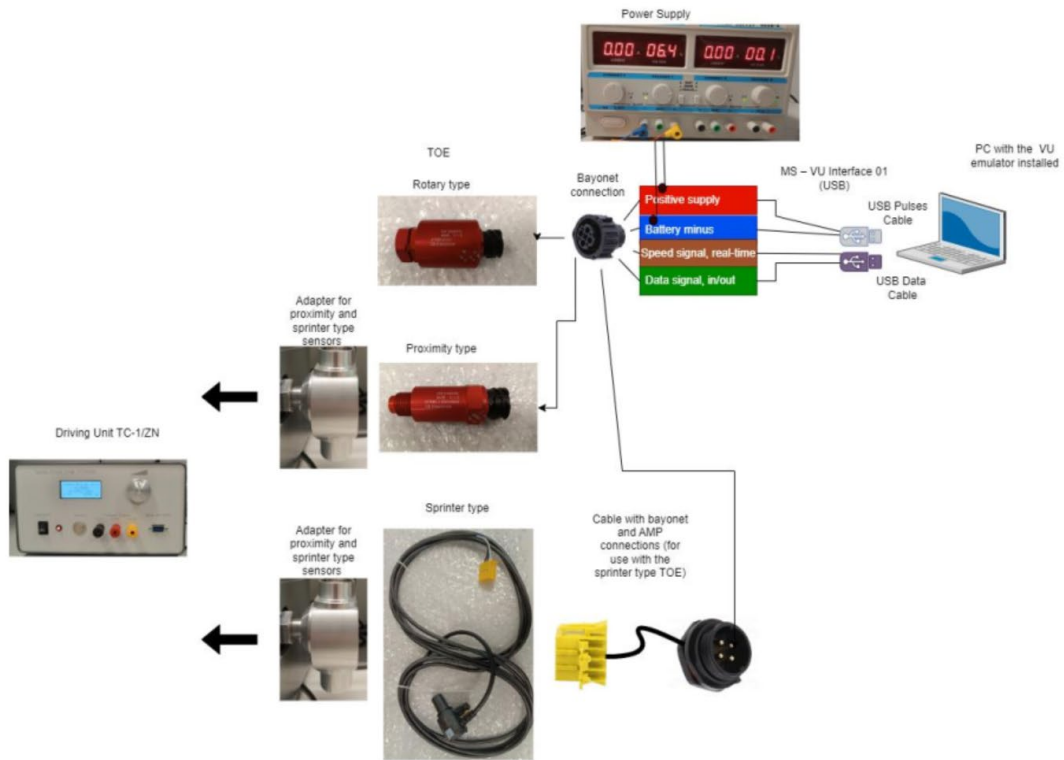 Power Supply
0.00 06.4 0.00 00.1
TOE
Rotary type
Bayonet
connection
MS – VU Interface 01
(USB)
PC with the VU
emulator installed
Positive supply
Battery minus
Speed signal, real-time
Data signal, in/out
USB Pulses
Cable
USB Data
Cable
Adapter for
proximity and
sprinter type
sensors
Proximity type
Driving Unit TC-1/ZN
Adapter for
proximity and
sprinter type
sensors
Sprinter type
Cable with bayonet
and AMP
connections (for
use with the
sprinter type TOE)